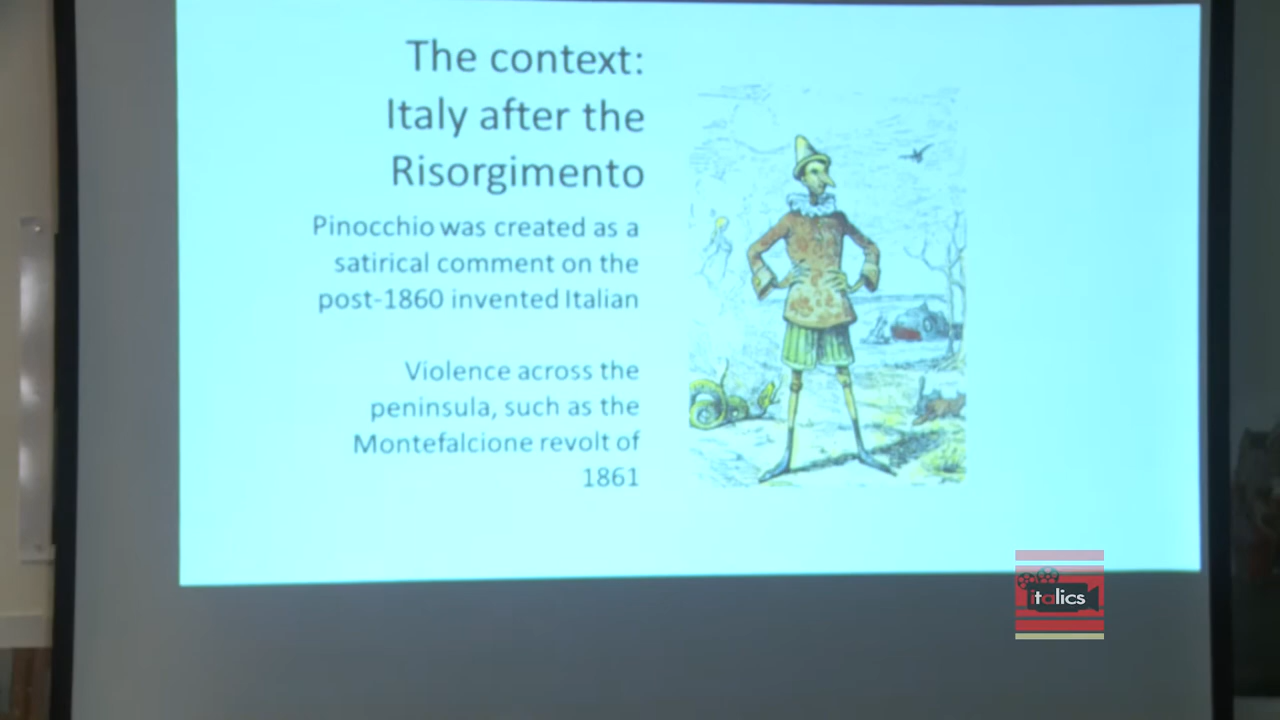 The context:
Italy after the
Risorgimento
Pinocchio was created as a
satirical comment on the
post-1860 invented Italian
Violence across the
peninsula, such as the
Montefalcione revolt of
1861
italics